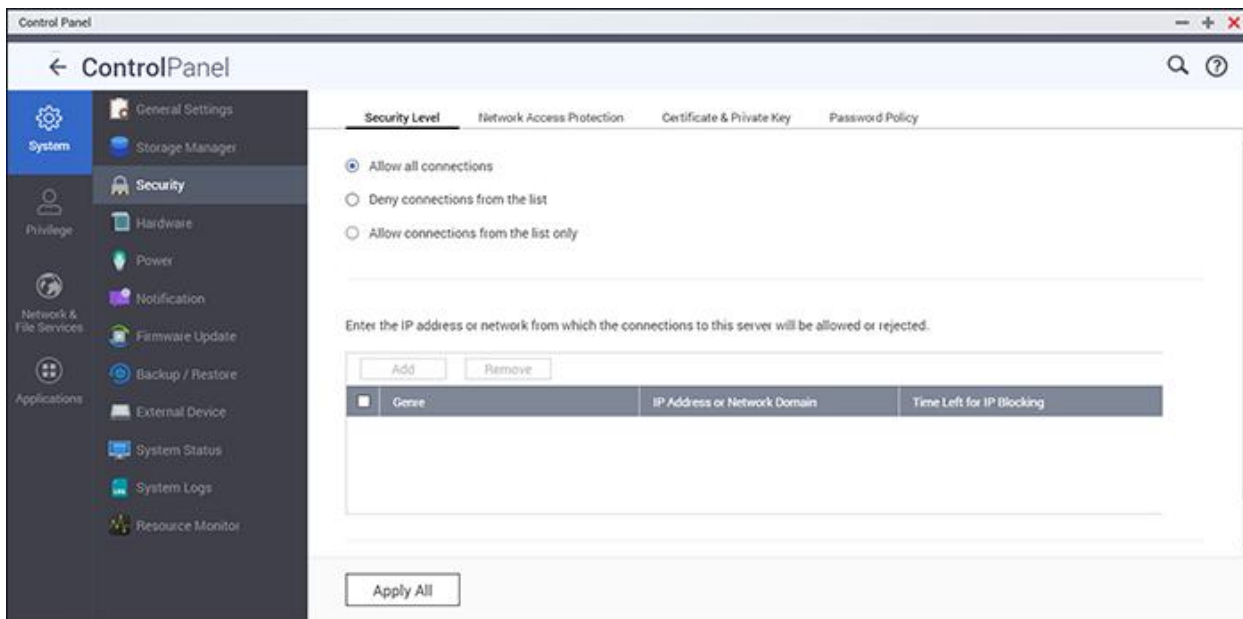 Control Panel
ControlPanel
System
Privilege
Network &
File Services
Applications
General Settings
Storage Manager
Security
Hardware
Power
Notification
Firmware Update
Backup / Restore
External Device
System Status
System Logs
Resource Monitor
Security Level Network Access Protection Certificate & Private Key Password Policy
Allow all connections
Deny connections from the list
Allow connections from the list only
Enter the IP address or network from which the connections to this server will be allowed or rejected.
Add Remove
Genre IP Address or Network Domain Time Left for IP Blocking
Apply All